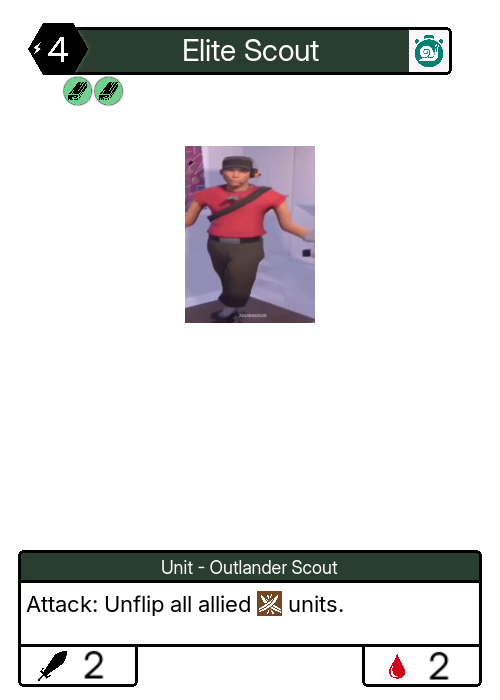 4
Elite Scout
Unit - Outlander Scout
Attack: Unflip all allied units.
2
2